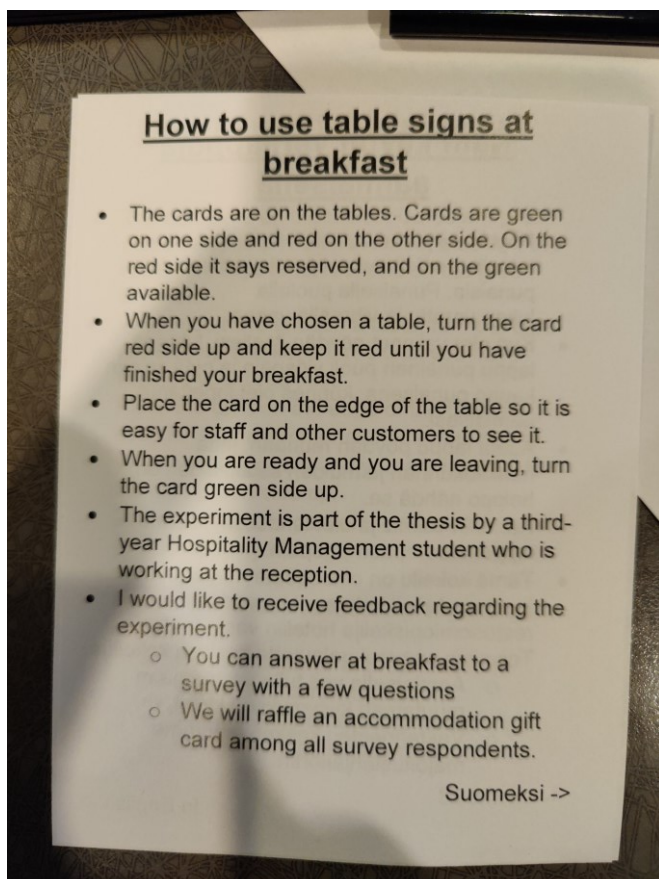 How to use table signs at
breakfast
• The cards are on the tables. Cards are green
on one side and red on the other side. On the
red side it says reserved, and on the green
available.
• When you have chosen a table, turn the card
red side up and keep it red until you have
finished your breakfast.
• Place the card on the edge of the table so it is
easy for staff and other customers to see it.
• When you are ready and you are leaving, turn
the card green side up.
• The experiment is part of the thesis by a third-
year Hospitality Management student who is
working at the reception.
• I would like to receive feedback regarding the
experiment.
○ You can answer at breakfast to a
survey with a few questions
○ We will raffle an accommodation gift
card among all survey respondents.
Suomeksi ->